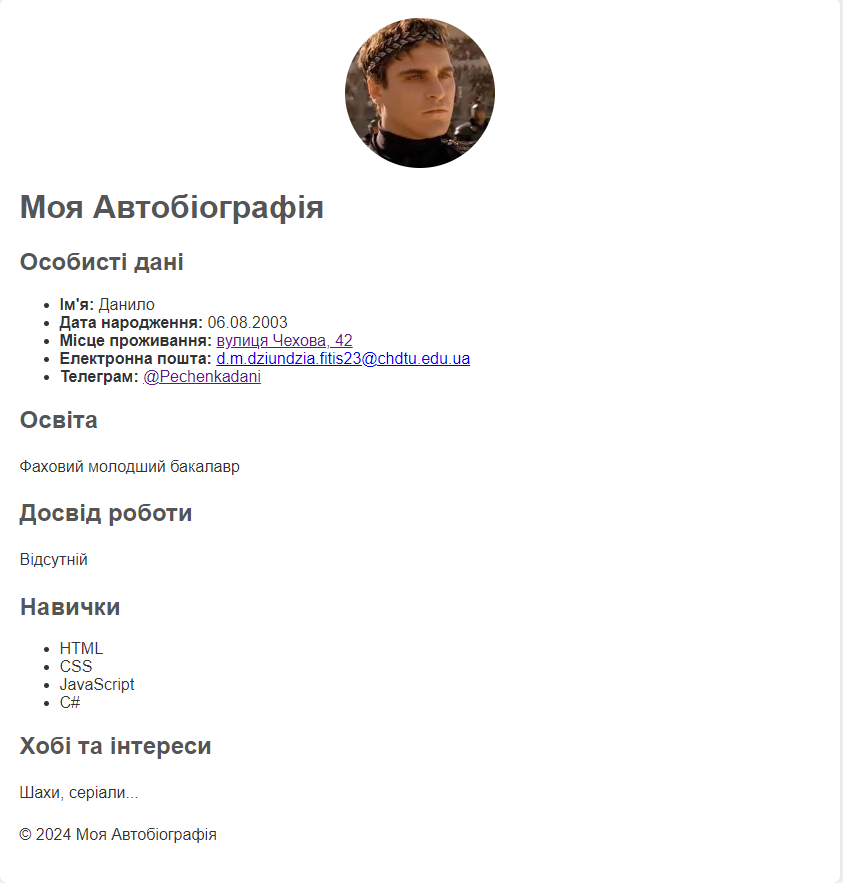 Моя Автобіографія
Особисті дані
Ім'я: Данило
Дата народження: 06.08.2003
Місце проживання: вулиця Чехова, 42
Електронна пошта: d.m.dziundzia.fitis23@chdtu.edu.ua
Телеграм: @Pechenkadani
Освіта
Фаховий молодший бакалавр
Досвід роботи
Відсутній
Навички
HTML
CSS
JavaScript
C#
Хобі та інтереси
Шахи, серіали...
© 2024 Моя Автобіографія